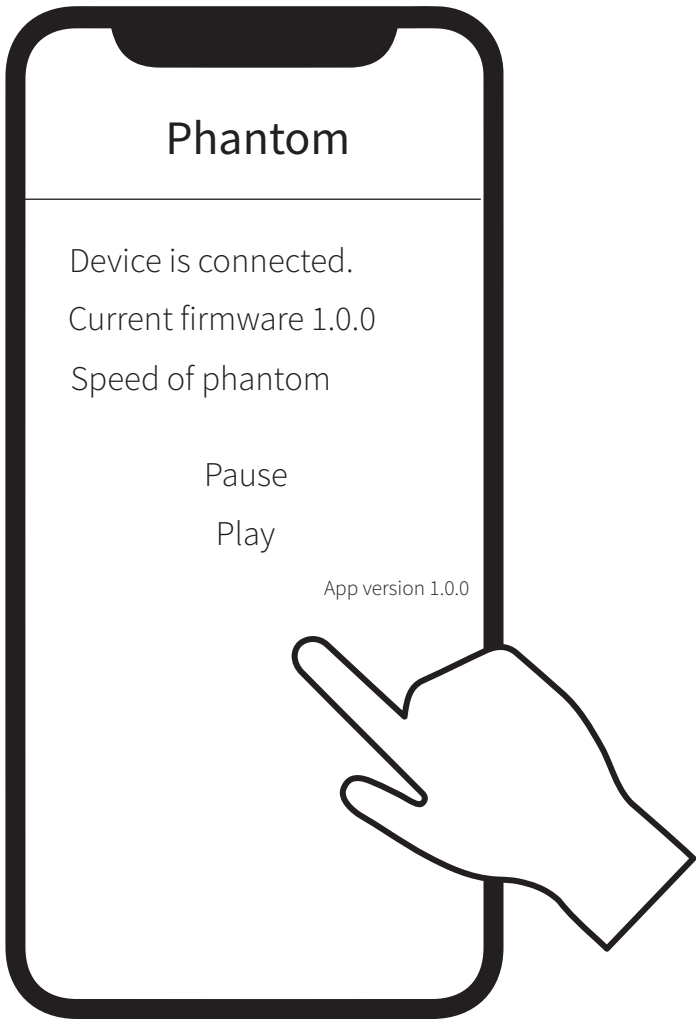 Phantom
Device is connected.
Current firmware 1.0.0
Speed of phantom
Pause
Play
App version 1.0.0